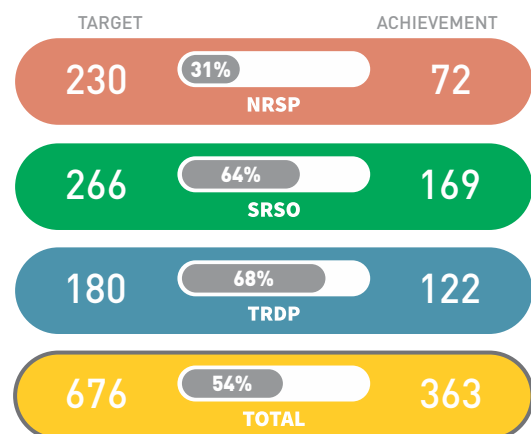 TARGET ACHIEVEMENT
230 31% 72
NRSP
266 64% 169
SRSO
180 68% 122
TRDP
676 54% 363
TOTAL